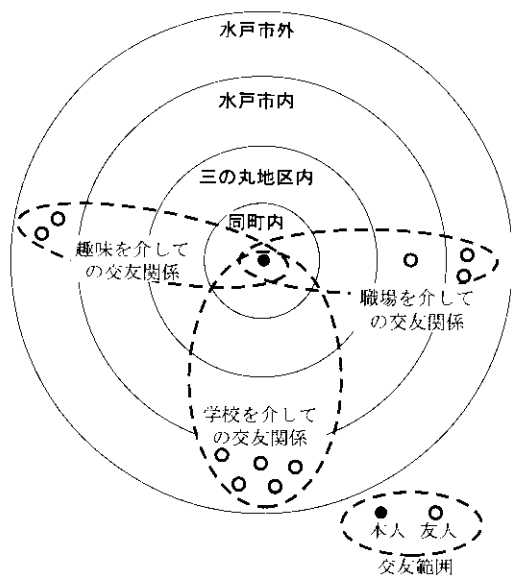 水戸市外
水戸市内
三の丸地区内
同町内
趣味を介して
の交友関係
職場を介して
の交友関係
学校を介して
の交友関係
本人 友人
交友範囲